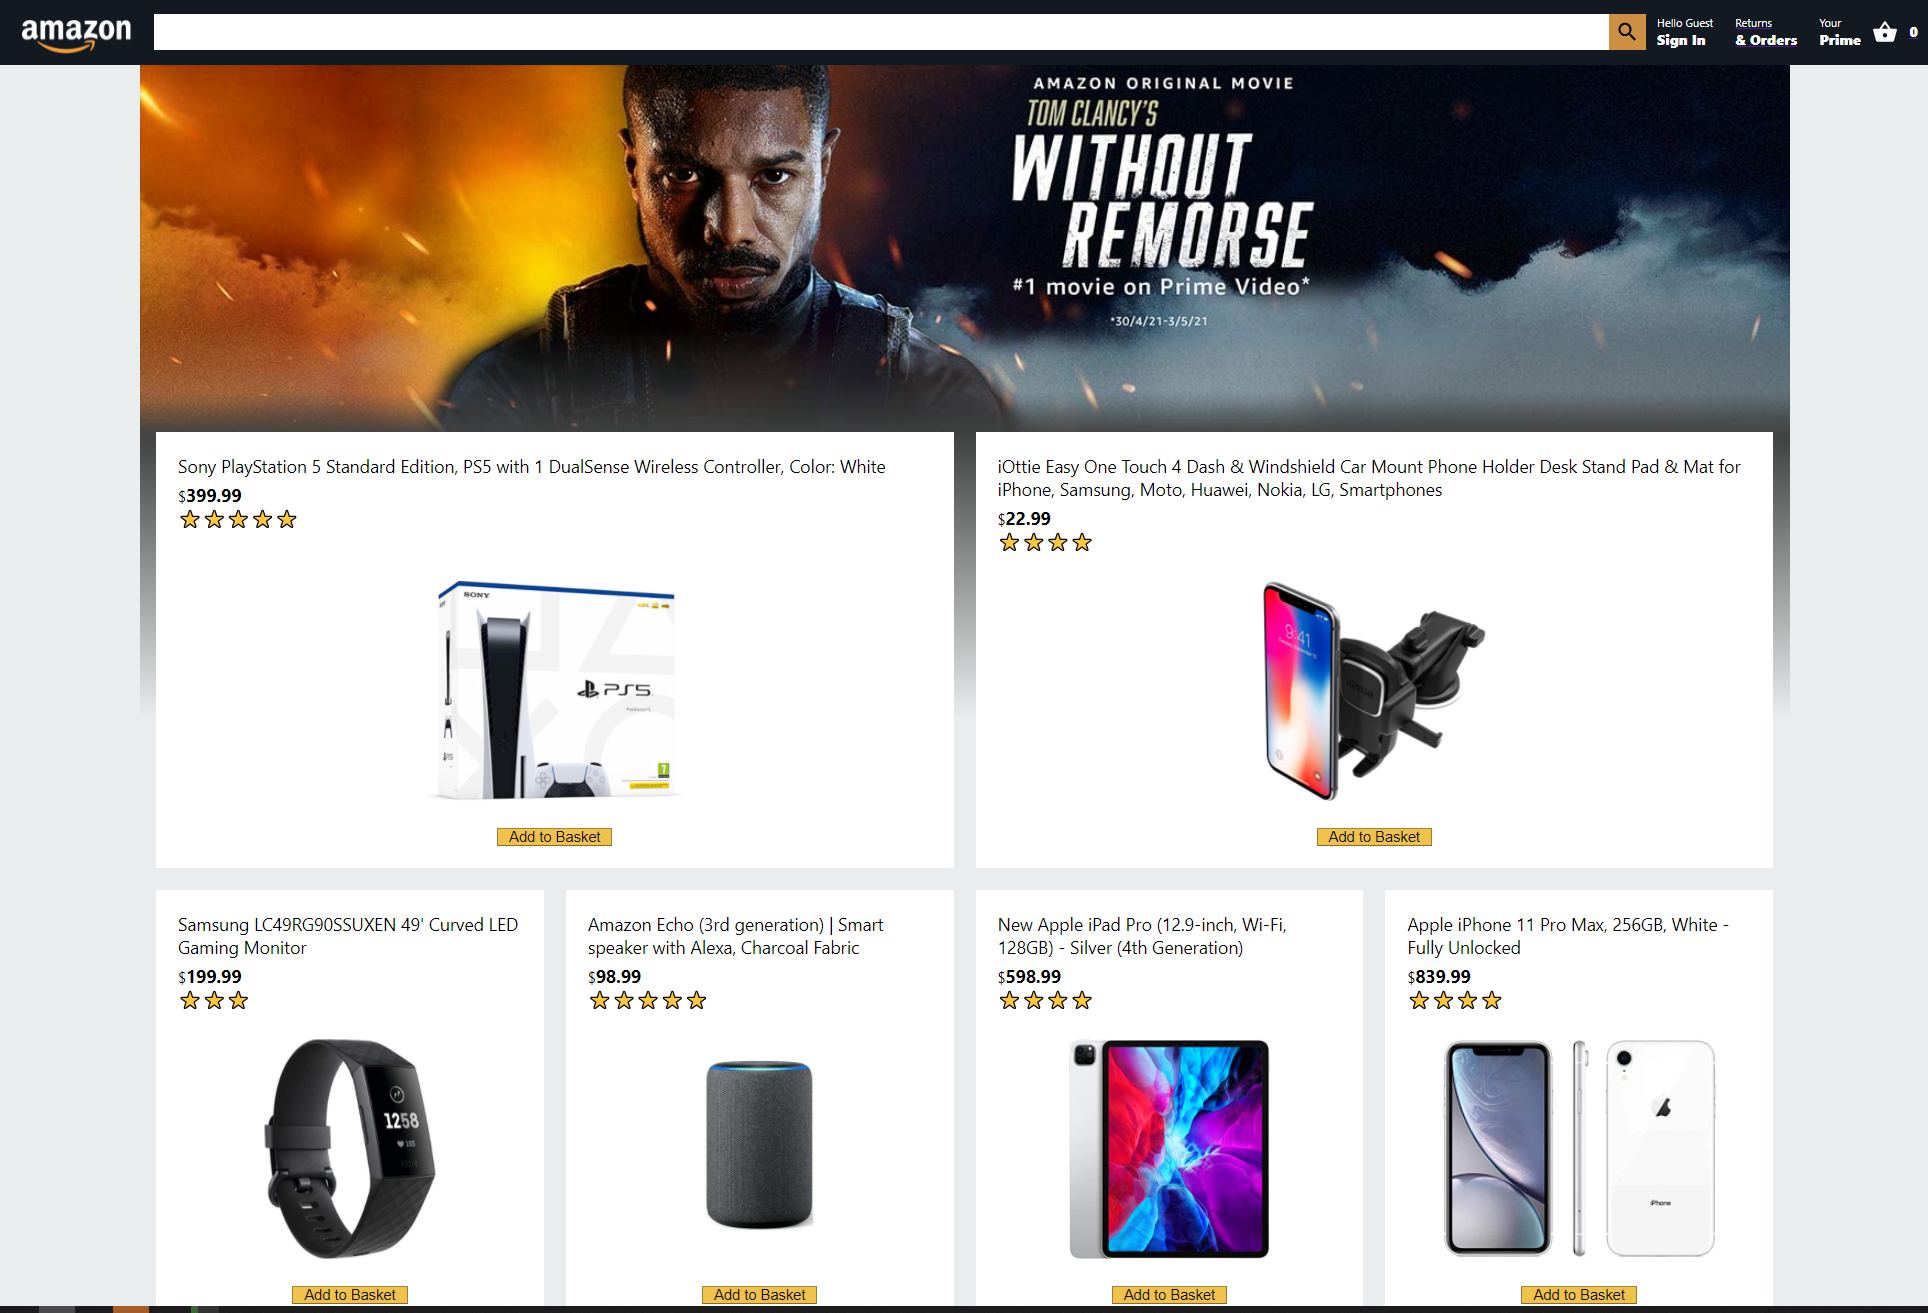 amazon
Hello Guest
Sign In
Returns
& Orders
Your
Prime
0
AMAZON ORIGINAL MOVIE
TOM CLANCY'S
WITHOUT
REMORSE
#1 movie on Prime Video*
*30/4/21-3/5/21
Sony PlayStation 5 Standard Edition, PS5 with 1 DualSense Wireless Controller, Color: White
$399.99
SONY
PS5
PlayStation 5
7
Add to Basket
iOttie Easy One Touch 4 Dash & Windshield Car Mount Phone Holder Desk Stand Pad & Mat for
iPhone, Samsung, Moto, Huawei, Nokia, LG, Smartphones
$22.99
9:41
iOttie
Add to Basket
Samsung LC49RG90SSUXEN 49' Curved LED
Gaming Monitor
$199.99
1258
103
fitbit
Add to Basket
Amazon Echo (3rd generation) | Smart
speaker with Alexa, Charcoal Fabric
$98.99
Add to Basket
New Apple iPad Pro (12.9-inch, Wi-Fi,
128GB) - Silver (4th Generation)
$598.99
Add to Basket
Apple iPhone 11 Pro Max, 256GB, White -
Fully Unlocked
$839.99
iPhone
Add to Basket